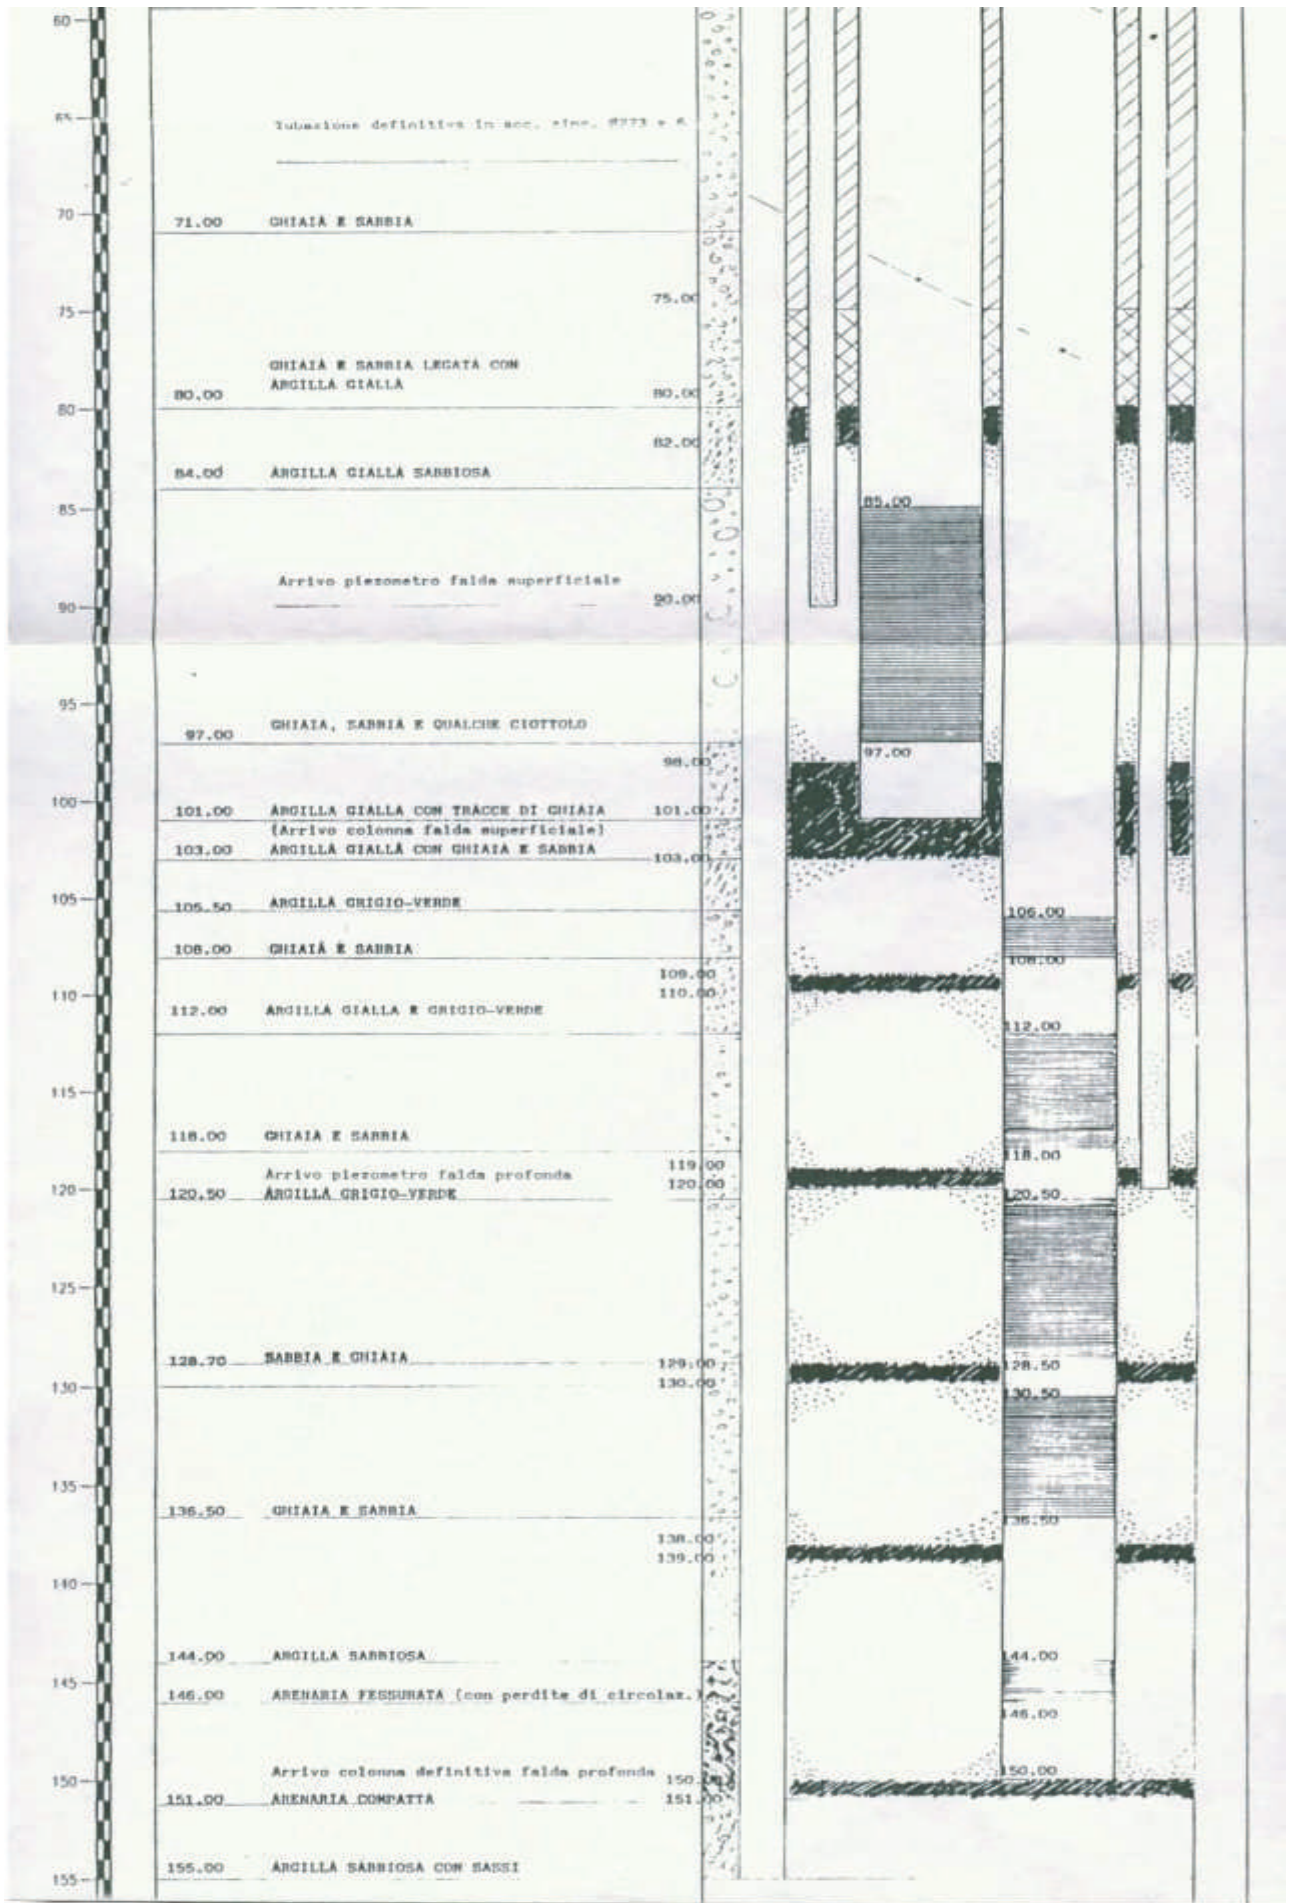 60
65
Tubazione definitiva in acc. zinc. Ø273 x 6
70
71.00 GHIAIA E SABBIA
75.00
75
GHIAIA E SABBIA LEGATA CON
80.00 ARGILLA GIALLA 80.00
80
82.00
84.00 ARGILLA GIALLA SABBIOSA
85
85.00
Arrivo piezometro falda superficiale
90.00
90
95
97.00 GHIAIA, SABBIA E QUALCHE CIOTTOLO
97.00
98.00
100
101.00 ARGILLA GIALLA CON TRACCE DI GHIAIA 101.00
(Arrivo colonna falda superficiale)
103.00 ARGILLA GIALLA CON GHIAIA E SABBIA 103.00
105
105.50 ARGILLA GRIGIO-VERDE
106.00
108.00 GHIAIA E SABBIA
108.00
109.00
110.00
110
112.00 ARGILLA GIALLA E GRIGIO-VERDE
112.00
115
118.00 GHIAIA E SABBIA
118.00
Arrivo piezometro falda profonda 119.00
120
120.50 ARGILLA GRIGIO-VERDE 120.00
120.50
125
128.70 SABBIA E GHIAIA 129.00
128.50
130
130.00
130.50
135
136.50 GHIAIA E SABBIA
136.50
138.00
139.00
140
144.00 ARGILLA SABBIOSA
144.00
145
146.00 ARENARIA FESSURATA (con perdite di circolaz.)
146.00
Arrivo colonna definitiva falda profonda 150.00
150.00
150
151.00 ARENARIA COMPATTA 151.00
155.00 ARGILLA SABBIOSA CON SASSI
155